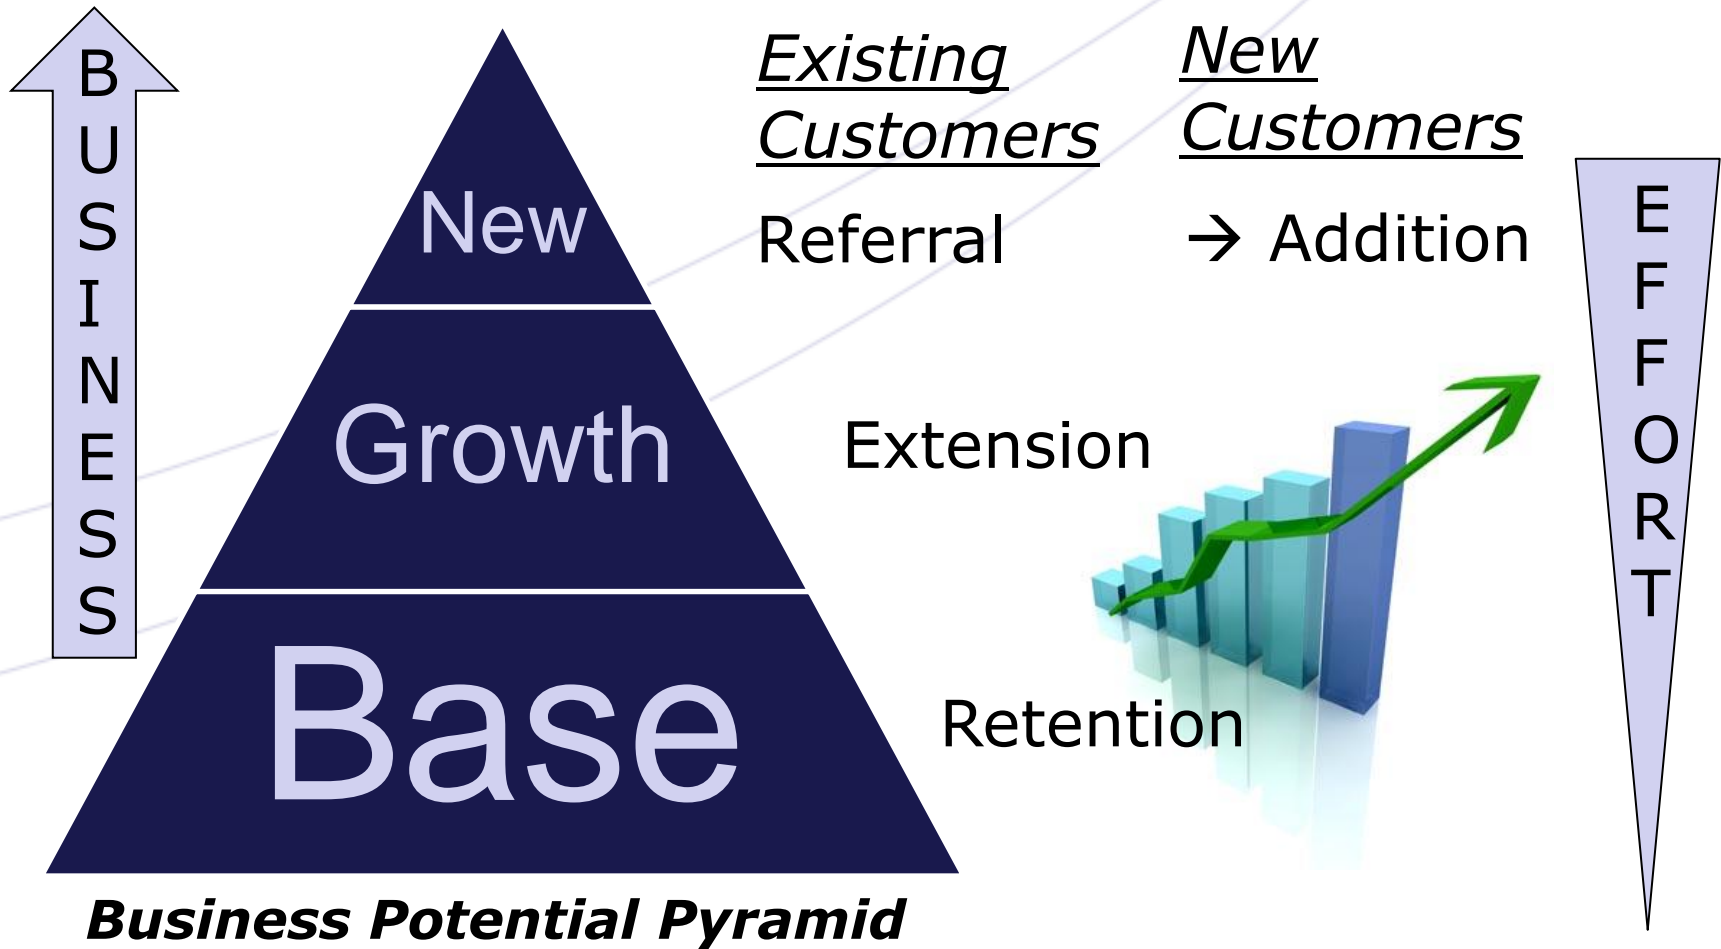 BUSINESS
New
Growth
Base
Business Potential Pyramid
Existing
Customers
New
Customers
Referral
→ Addition
Extension
Retention
EFFORT